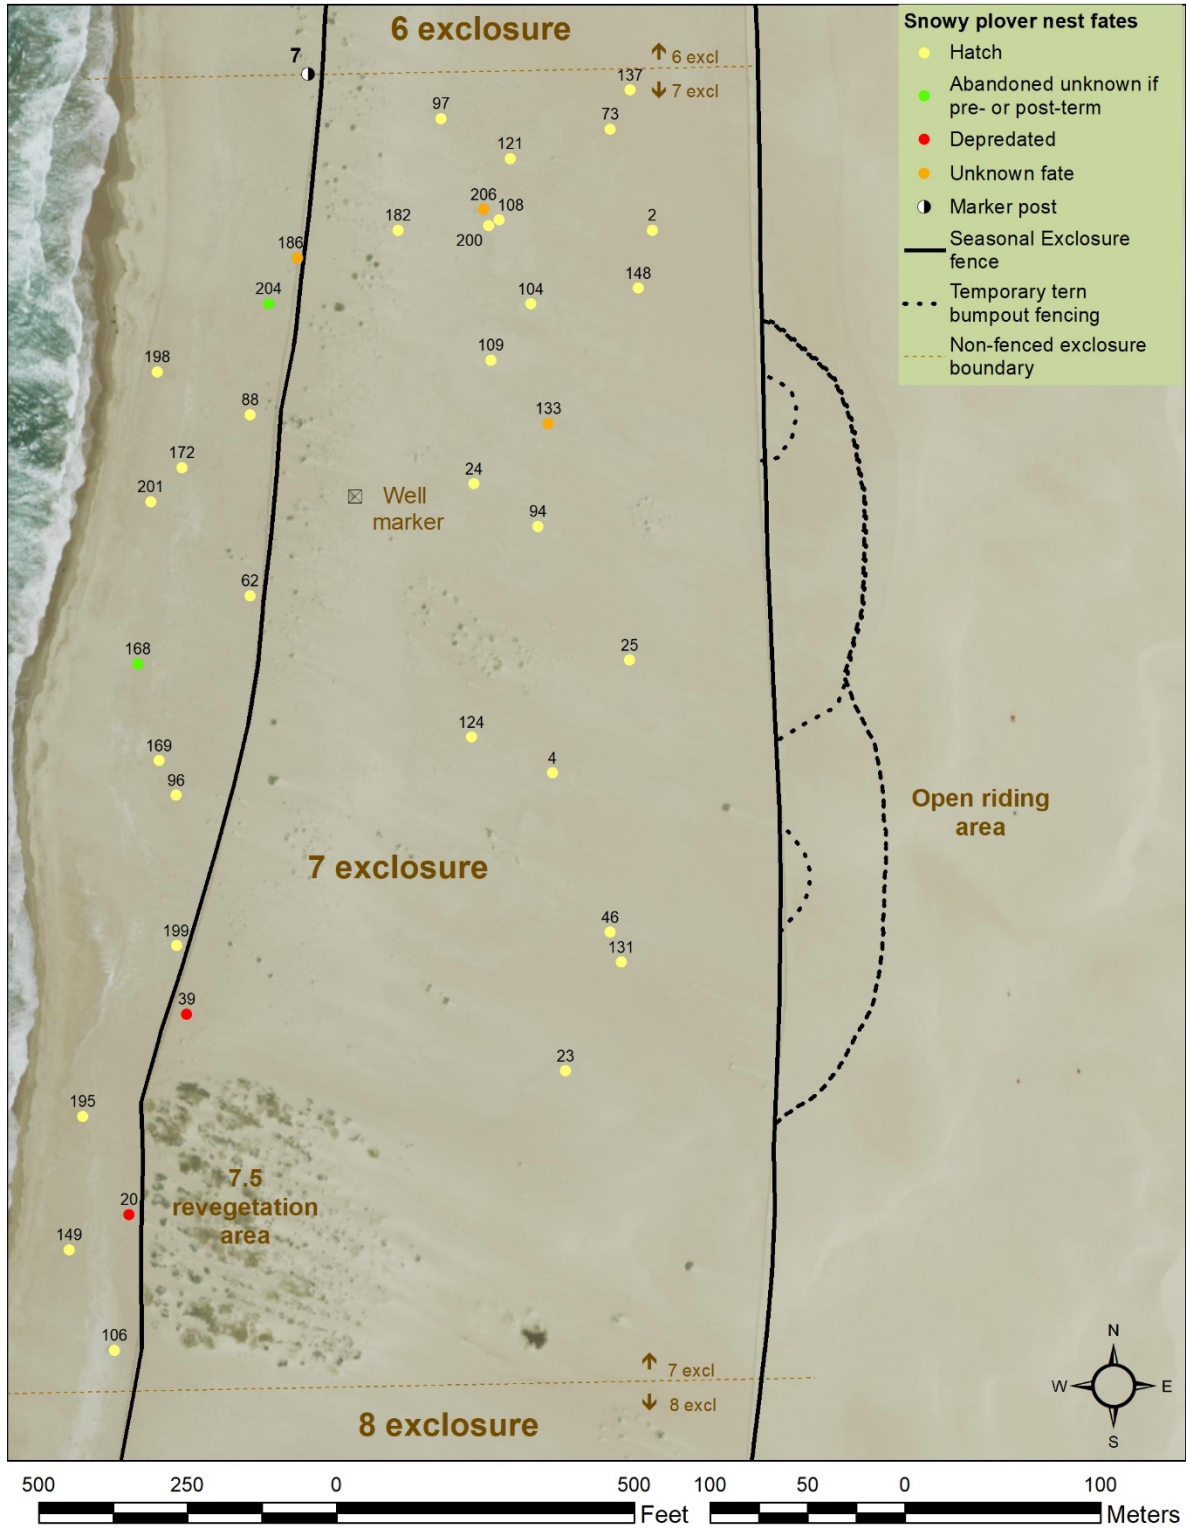 6 exclosure
7
6 excl
7 excl
137
97
73
121
206
108
182
200
2
186
204
148
104
109
198
88
133
172
24
201
Well
marker
94
62
168
25
124
169
4
96
Open riding
area
7 exclosure
199
46
131
39
23
195
7.5
revegetation
area
20
149
106
7 excl
8 excl
8 exclosure
Snowy plover nest fates
Hatch
Abandoned unknown if
pre- or post-term
Depredated
Unknown fate
Marker post
Seasonal Exclosure
fence
Temporary tern
bumpout fencing
Non-fenced exclosure
boundary
N
W
E
S
500 250 0 500 Feet
100 50 0 100 Meters